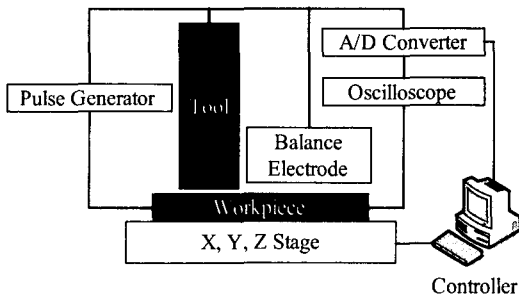 A/D Converter
Pulse Generator
Tool
Oscilloscope
Balance
Electrode
Workpiece
X, Y, Z Stage
Controller